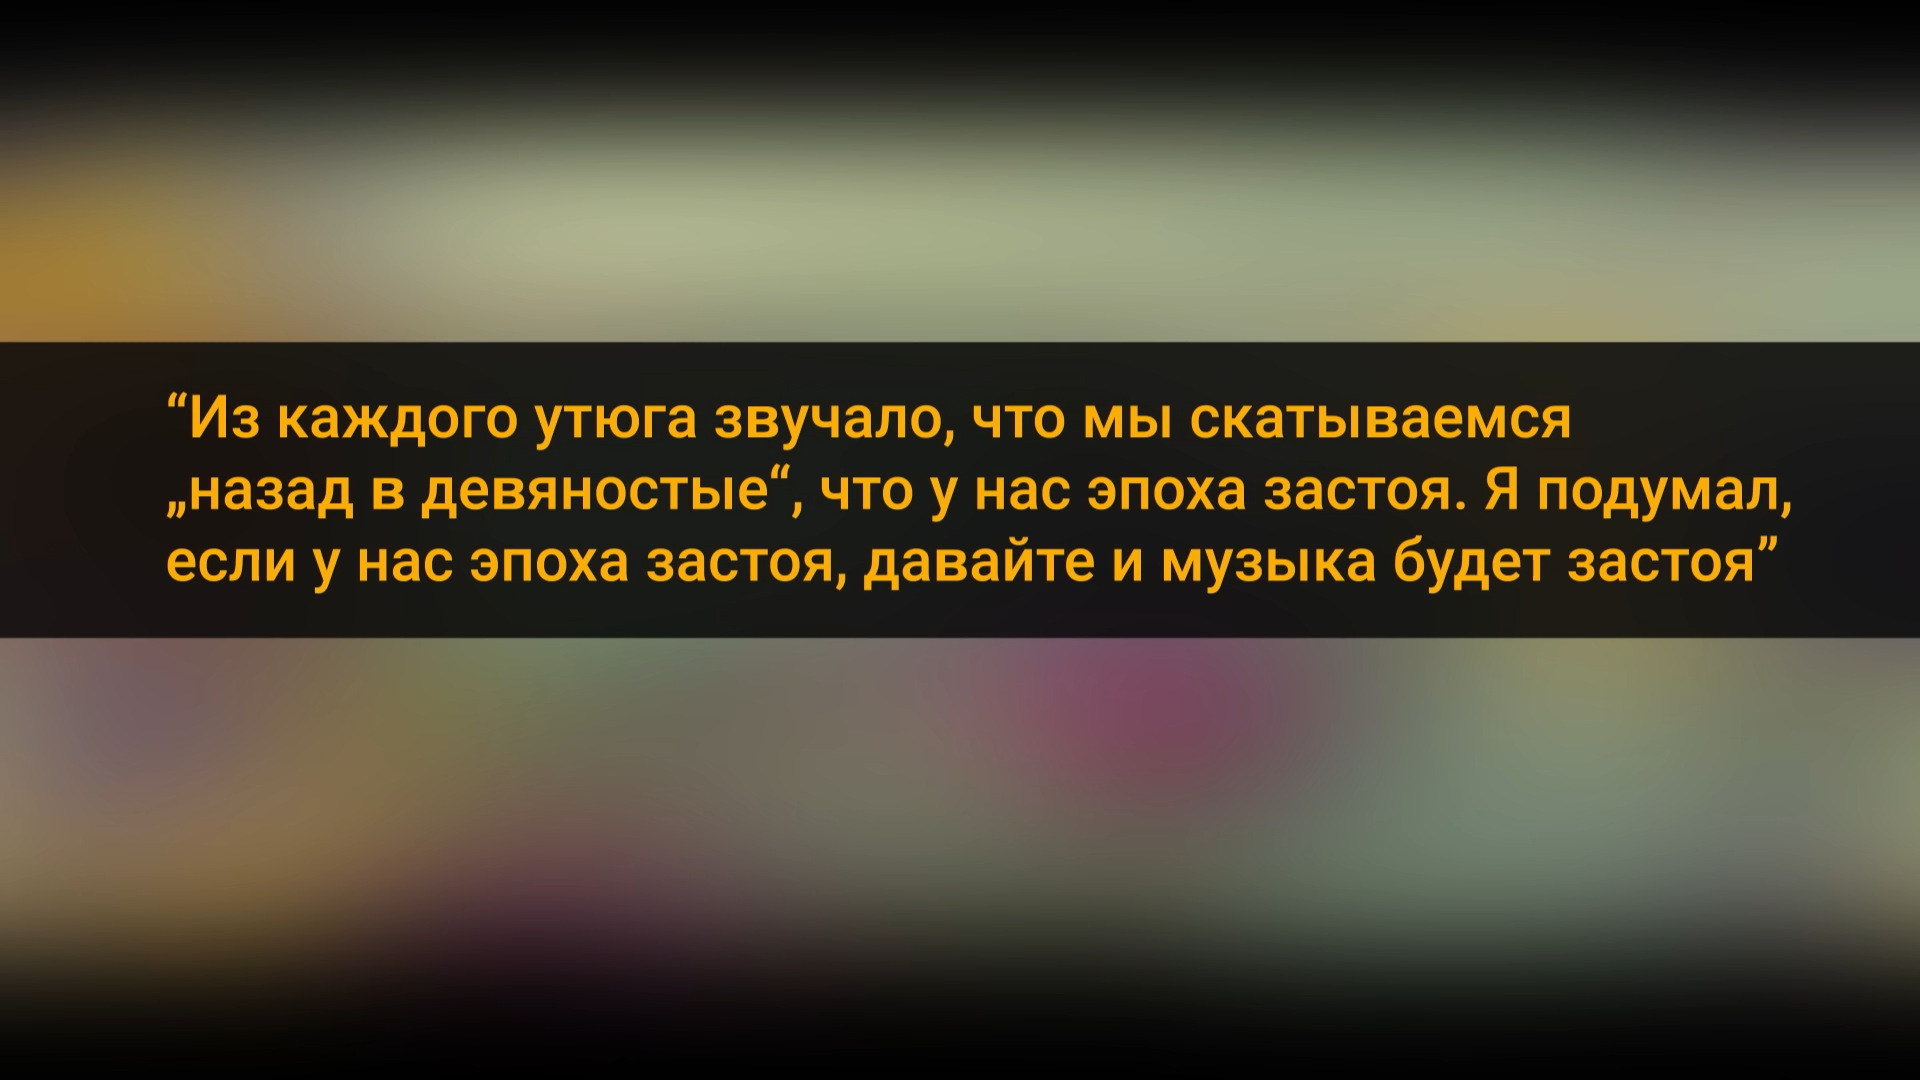 “Из каждого утюга звучало, что мы скатываемся
„назад в девяностые“, что у нас эпоха застоя. Я подумал,
если у нас эпоха застоя, давайте и музыка будет застоя”